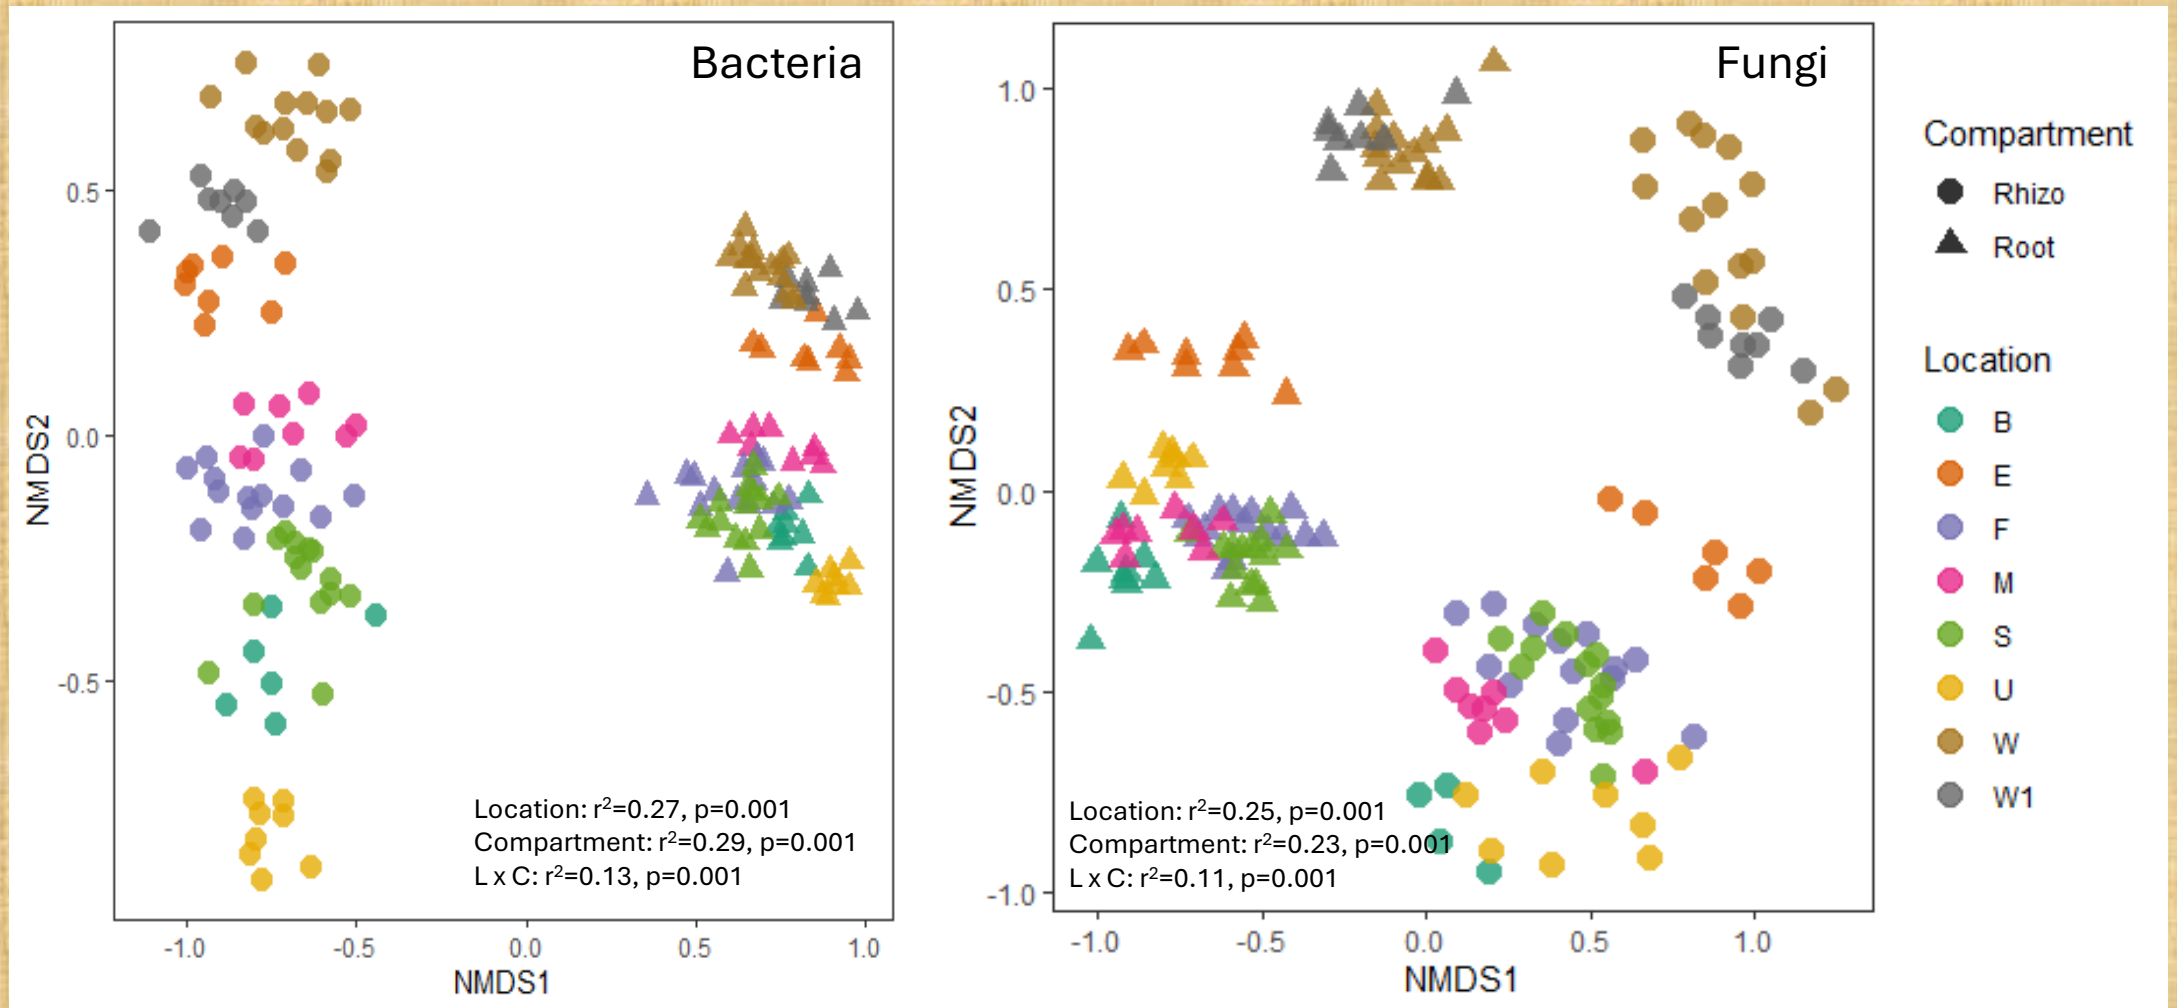 Bacteria
NMDS2
0.5
0.0
-0.5
-1.0
-0.5
0.0
0.5
1.0
NMDS1
Location: r²=0.27, p=0.001
Compartment: r²=0.29, p=0.001
L x C: r²=0.13, p=0.001
Fungi
NMDS2
1.0
0.5
0.0
-0.5
-1.0
-1.0
-0.5
0.0
0.5
1.0
NMDS1
Location: r²=0.25, p=0.001
Compartment: r²=0.23, p=0.001
L x C: r²=0.11, p=0.001
Compartment
Rhizo
Root
Location
B
E
F
M
S
U
W
W1